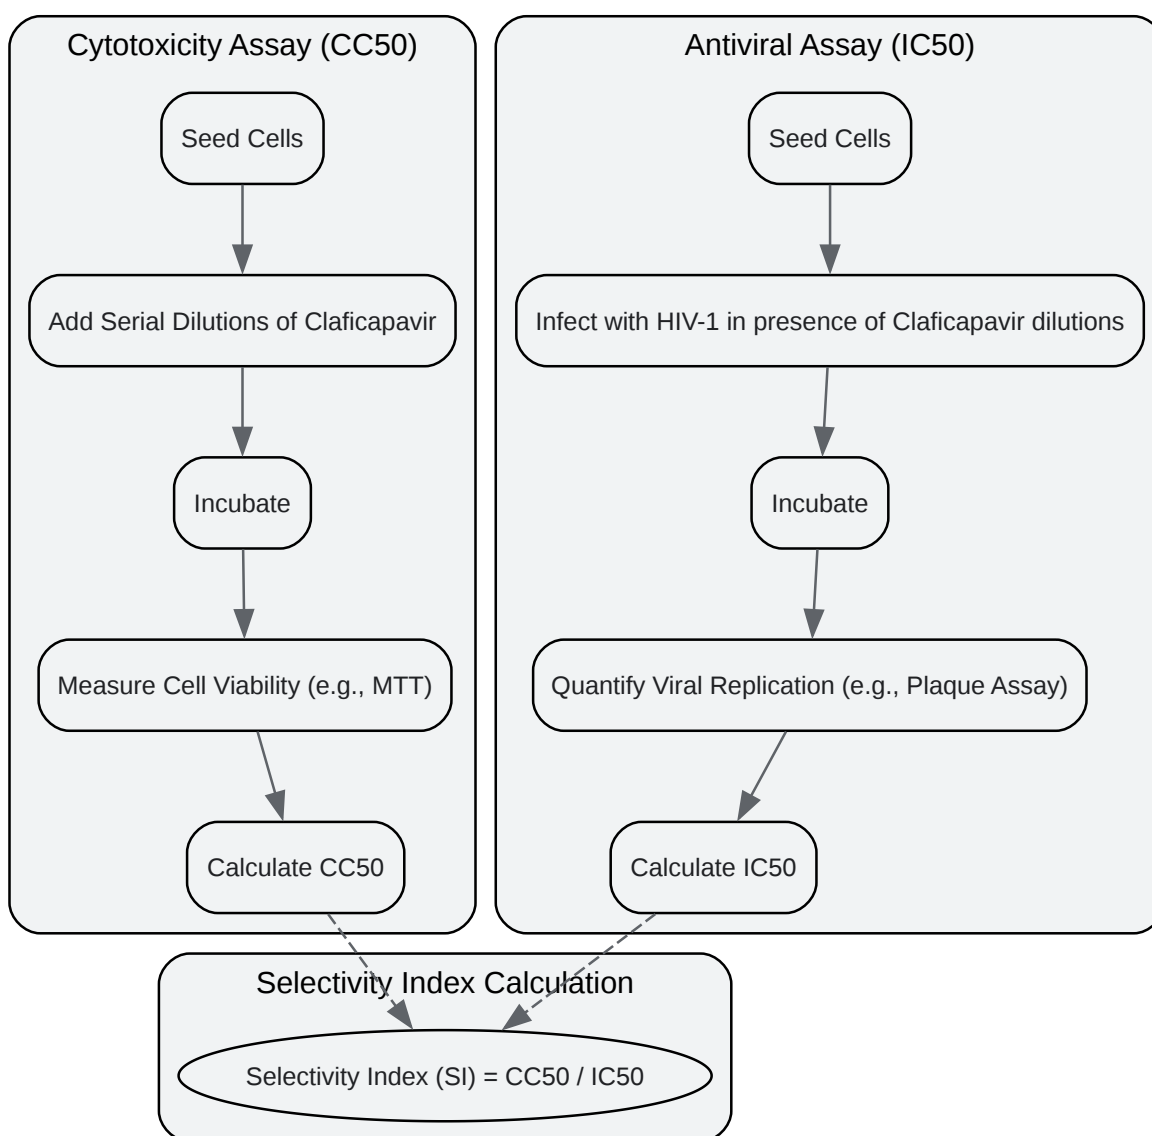 Cytotoxicity Assay (CC50)
Seed Cells
Add Serial Dilutions of Claficapavir
Incubate
Measure Cell Viability (e.g., MTT)
Calculate CC50
Antiviral Assay (IC50)
Seed Cells
Infect with HIV-1 in presence of Claficapavir dilutions
Incubate
Quantify Viral Replication (e.g., Plaque Assay)
Calculate IC50
Selectivity Index Calculation
Selectivity Index (SI) = CC50 / IC50